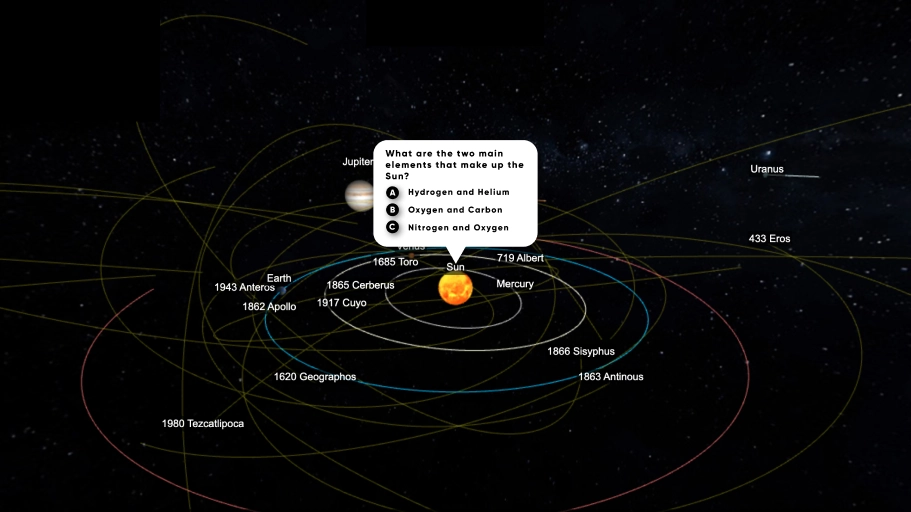 What are the two main
elements that make up the
Sun?
A Hydrogen and Helium
B Oxygen and Carbon
C Nitrogen and Oxygen
Jupiter
Uranus
433 Eros
Venus
719 Albert
1685 Toro
Sun
Earth
1865 Cerberus
Mercury
1943 Anteros
1917 Cuyo
1862 Apollo
1866 Sisyphus
1620 Geographos
1863 Antinous
1980 Tezcatlipoca